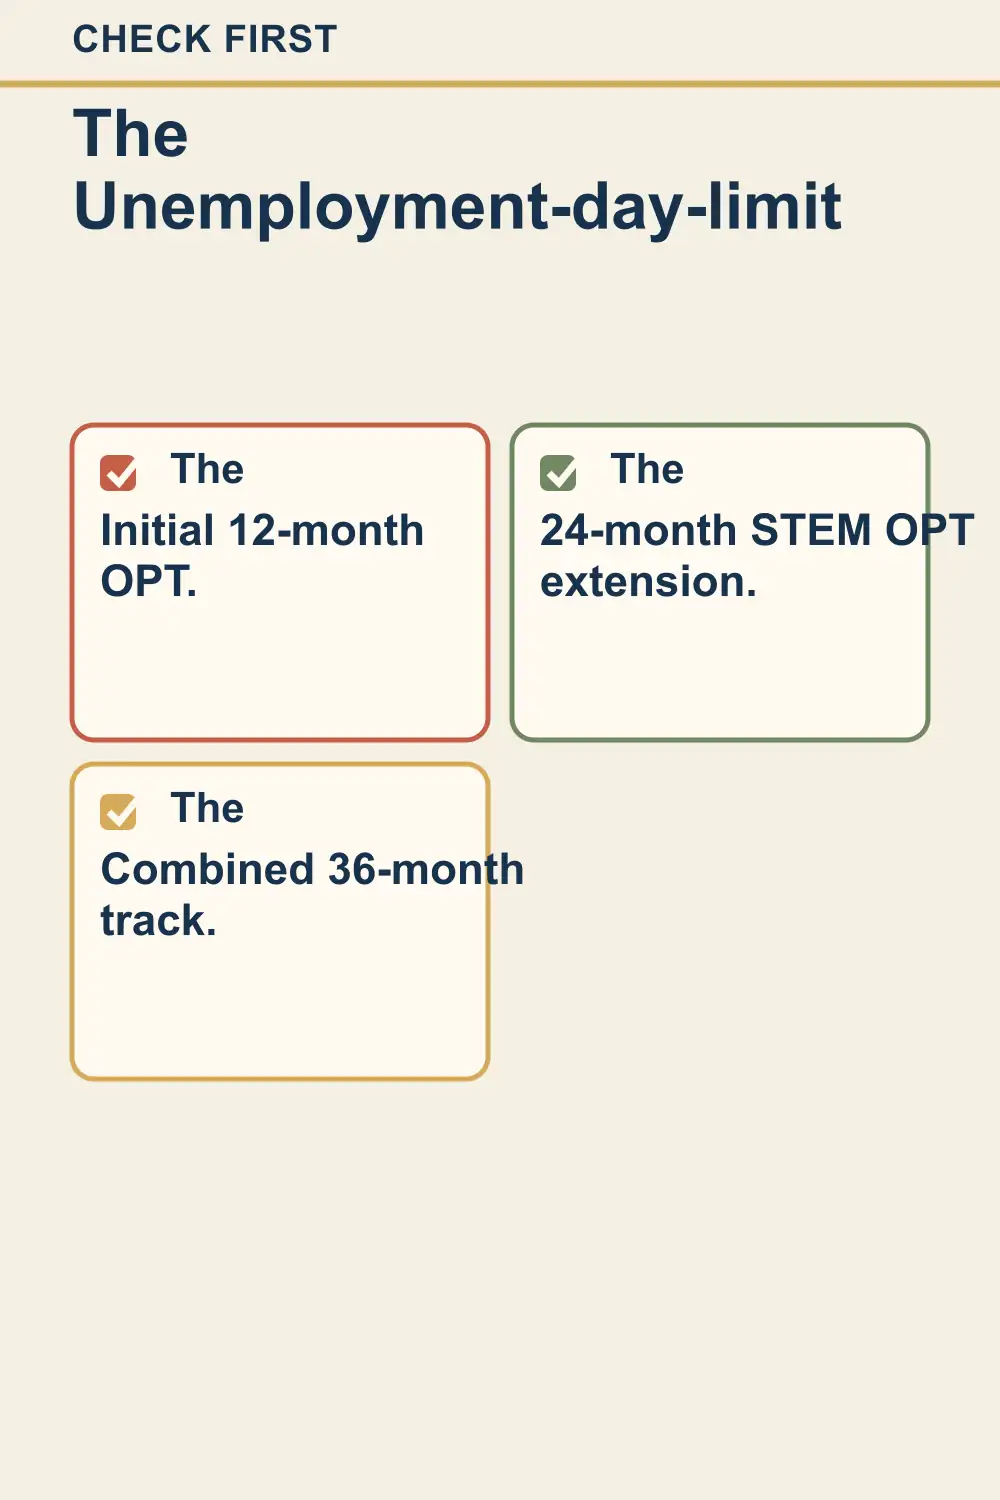 CHECK FIRST
The
Unemployment-day-limit
The
Initial 12-month
OPT.
The
24-month STEM OPT
extension.
The
Combined 36-month
track.